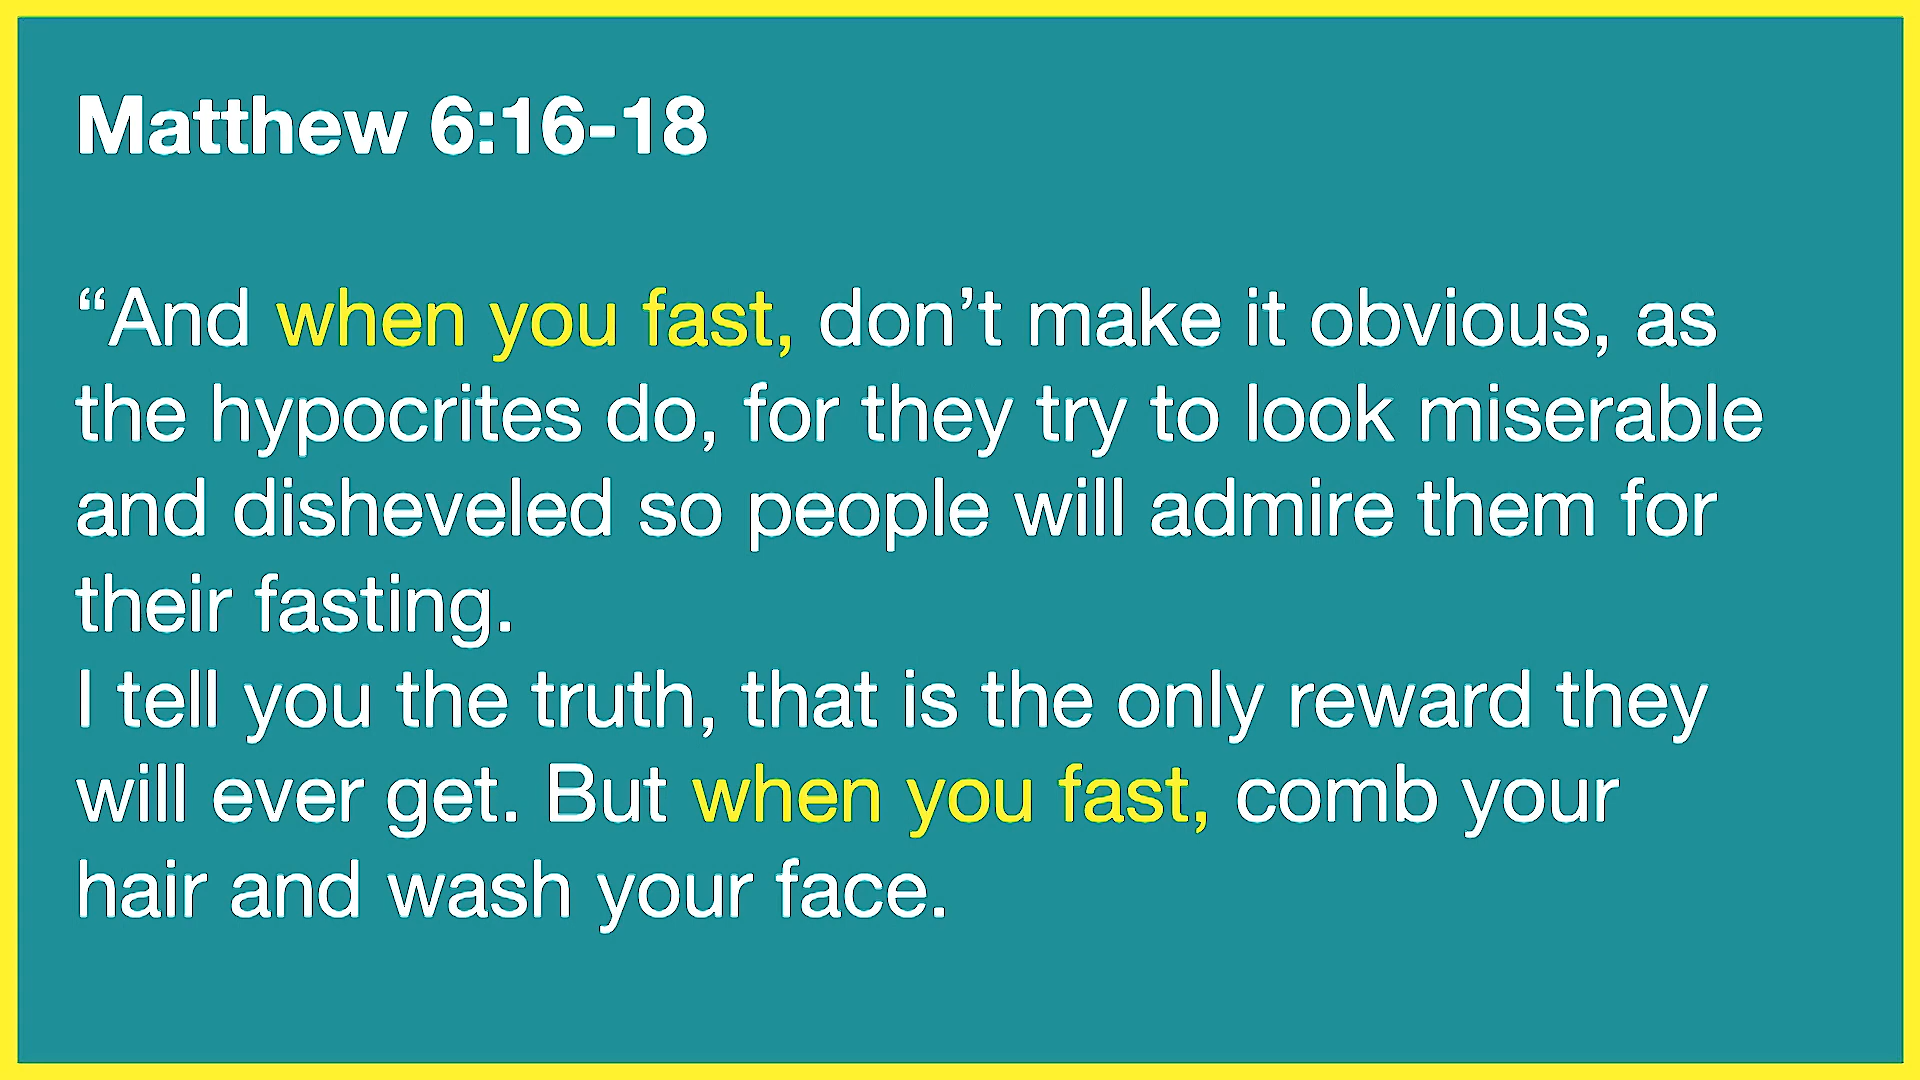 Matthew 6:16-18
“And when you fast, don’t make it obvious, as
the hypocrites do, for they try to look miserable
and disheveled so people will admire them for
their fasting.
I tell you the truth, that is the only reward they
will ever get. But when you fast, comb your
hair and wash your face.